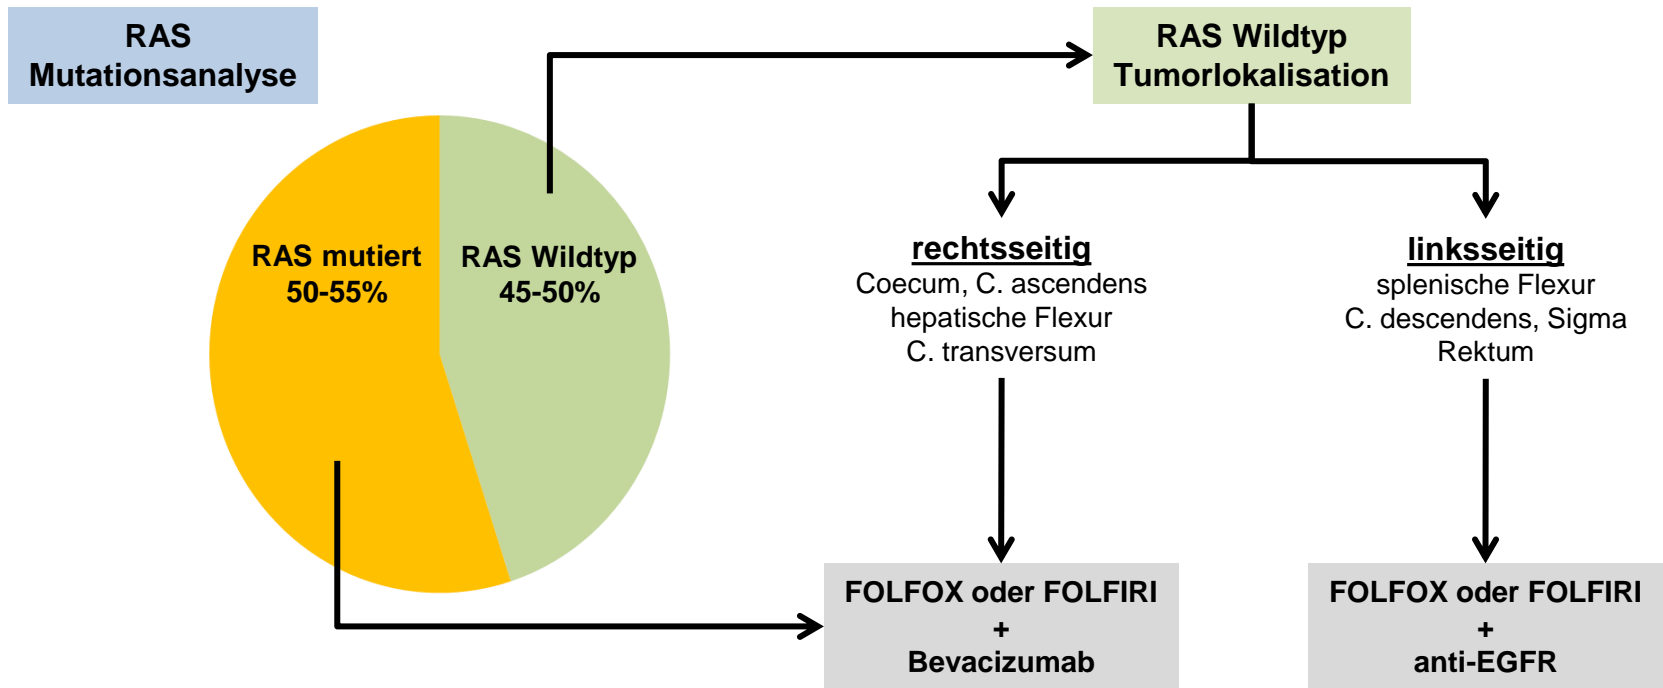 RAS
Mutationsanalyse
RAS Wildtyp
Tumorlokalisation
RAS mutiert
50-55%
RAS Wildtyp
45-50%
rechtsseitig
Coecum, C. ascendens
hepatische Flexur
C. transversum
linksseitig
splenische Flexur
C. descendens, Sigma
Rektum
FOLFOX oder FOLFIRI
+
Bevacizumab
FOLFOX oder FOLFIRI
+
anti-EGFR